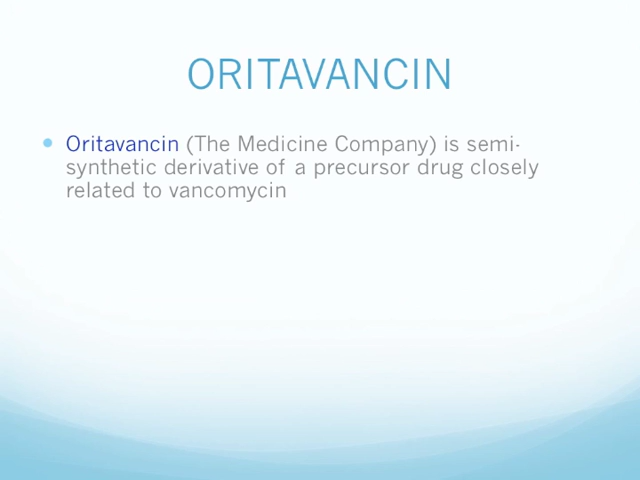 ORITAVANCIN
• Oritavancin (The Medicine Company) is semi-
synthetic derivative of a precursor drug closely
related to vancomycin